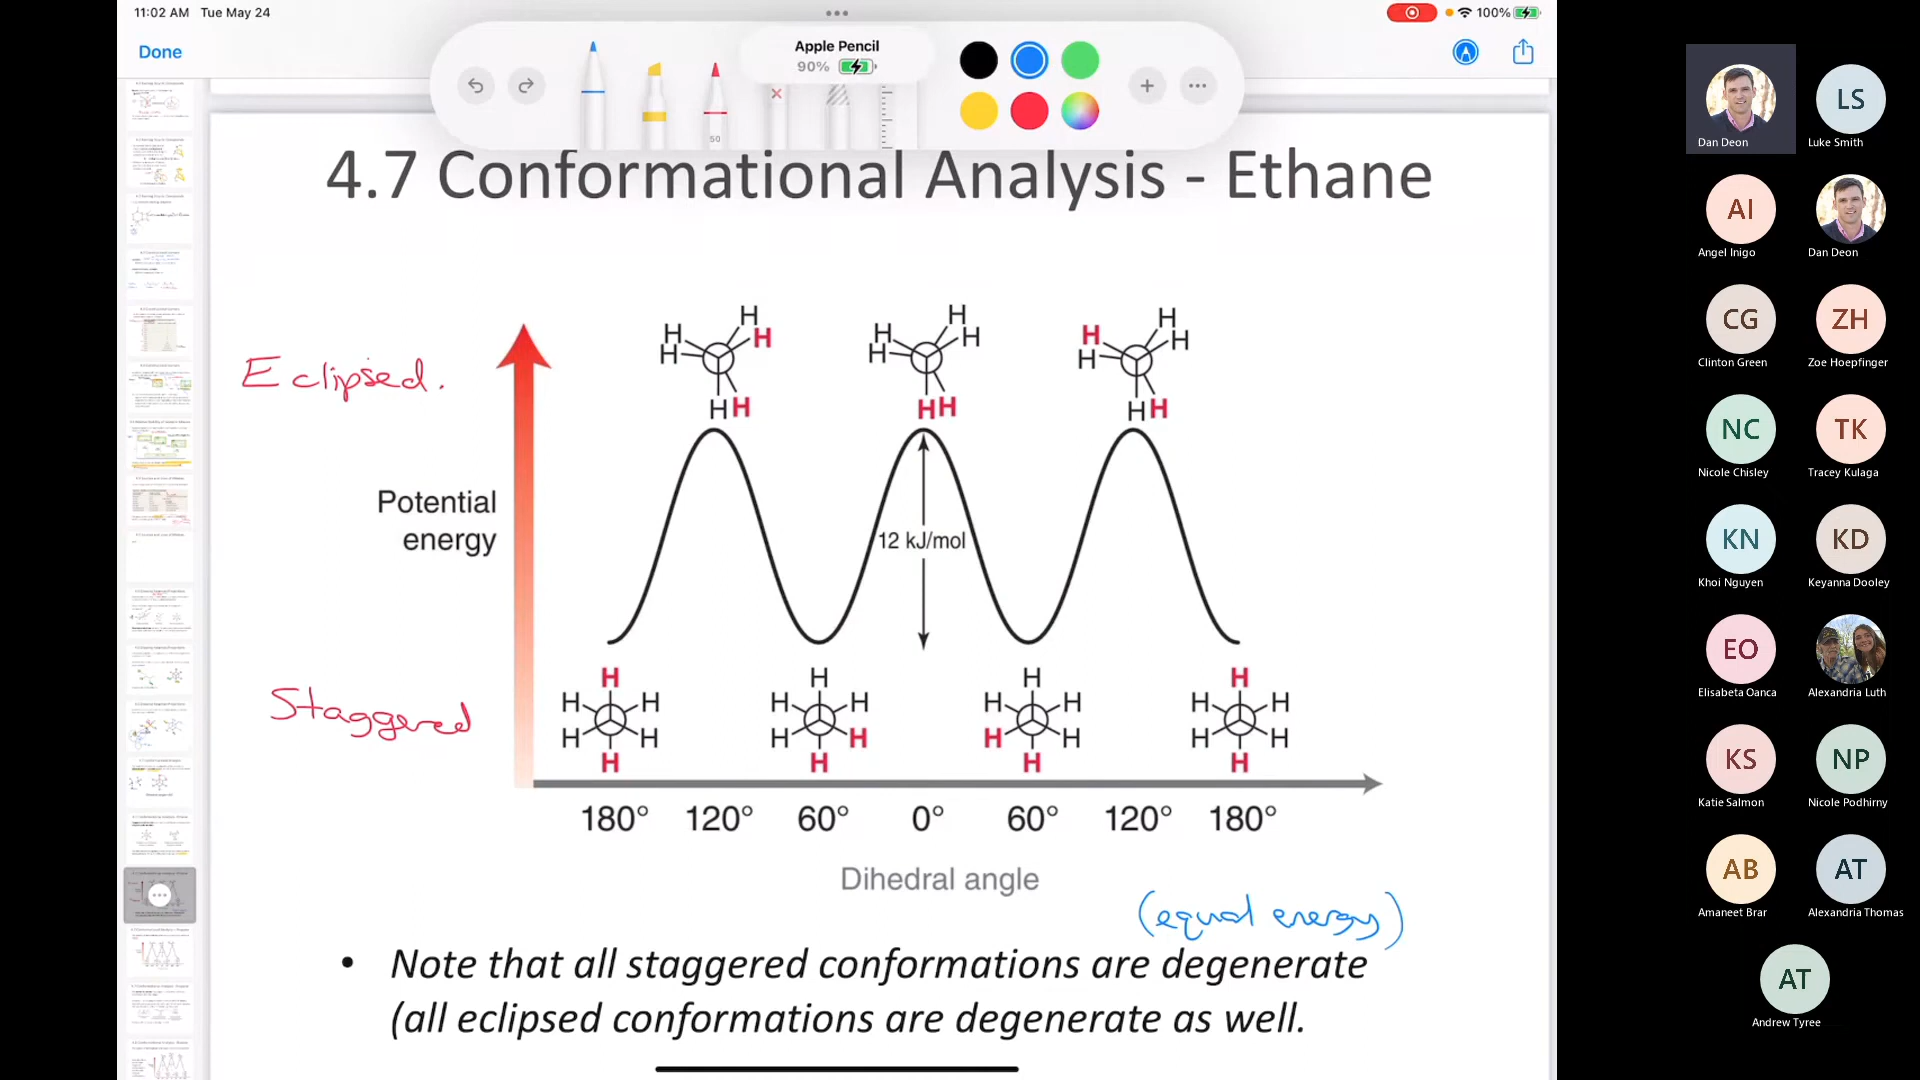 11:02 AM Tue May 24
100%
Done
Apple Pencil
90%
50
4.7 Conformational Analysis - Ethane
H H H H H H
H H H H H H
H H H H H H
Eclipsed.
Potential
energy
12 kJ/mol
Staggered
H H H H
H H H H H H H H
H H H H H H H H
H H H H
180° 120° 60° 0° 60° 120° 180°
Dihedral angle
(equal energy)
• Note that all staggered conformations are degenerate
(all eclipsed conformations are degenerate as well.
Dan Deon
LS
Luke Smith
AI
Angel Inigo
Dan Deon
CG
Clinton Green
ZH
Zoe Hoepfinger
NC
Nicole Chisley
TK
Tracey Kulaga
KN
Khoi Nguyen
KD
Keyanna Dooley
EO
Elisabeta Oanca
Alexandria Luth
KS
Katie Salmon
NP
Nicole Podhirny
AB
Amaneet Brar
AT
Alexandria Thomas
AT
Andrew Tyree